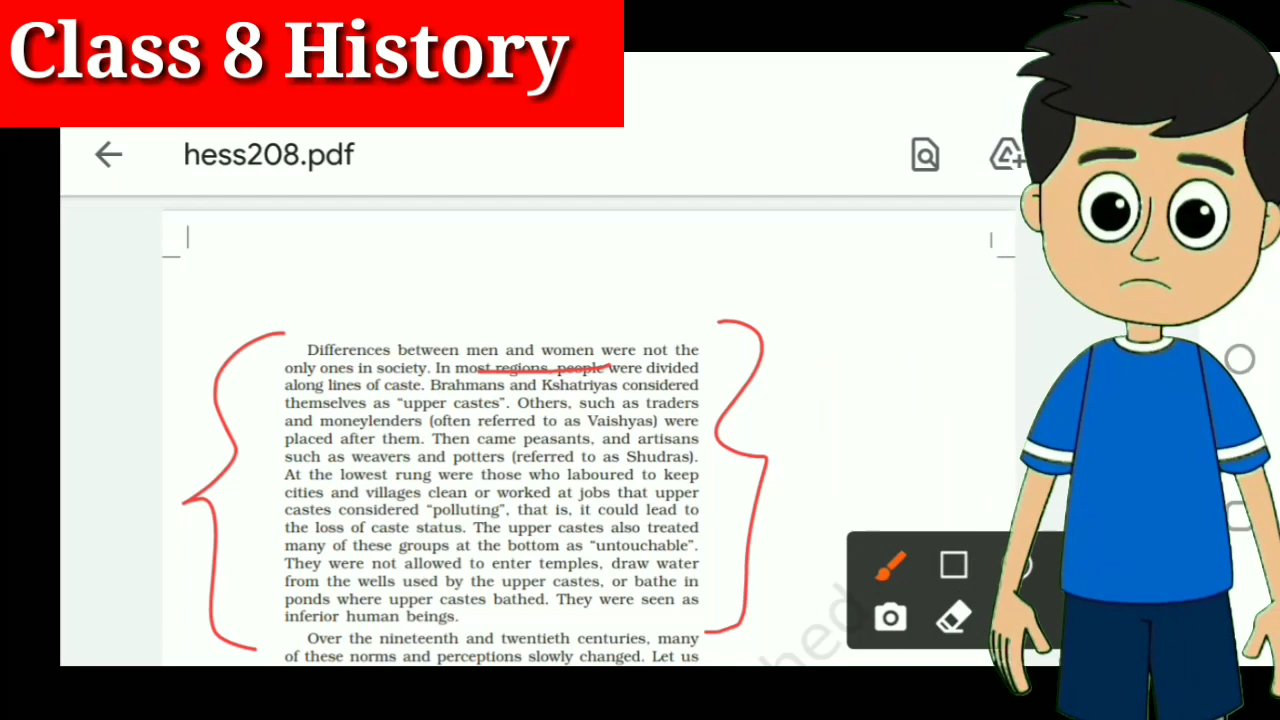 Class 8 History
hess208.pdf
Differences between men and women were not the
only ones in society. In most regions, people were divided
along lines of caste. Brahmans and Kshatriyas considered
themselves as “upper castes”. Others, such as traders
and moneylenders (often referred to as Vaishyas) were
placed after them. Then came peasants, and artisans
such as weavers and potters (referred to as Shudras).
At the lowest rung were those who laboured to keep
cities and villages clean or worked at jobs that upper
castes considered “polluting”, that is, it could lead to
the loss of caste status. The upper castes also treated
many of these groups at the bottom as “untouchable”.
They were not allowed to enter temples, draw water
from the wells used by the upper castes, or bathe in
ponds where upper castes bathed. They were seen as
inferior human beings.
Over the nineteenth and twentieth centuries, many
of these norms and perceptions slowly changed. Let us